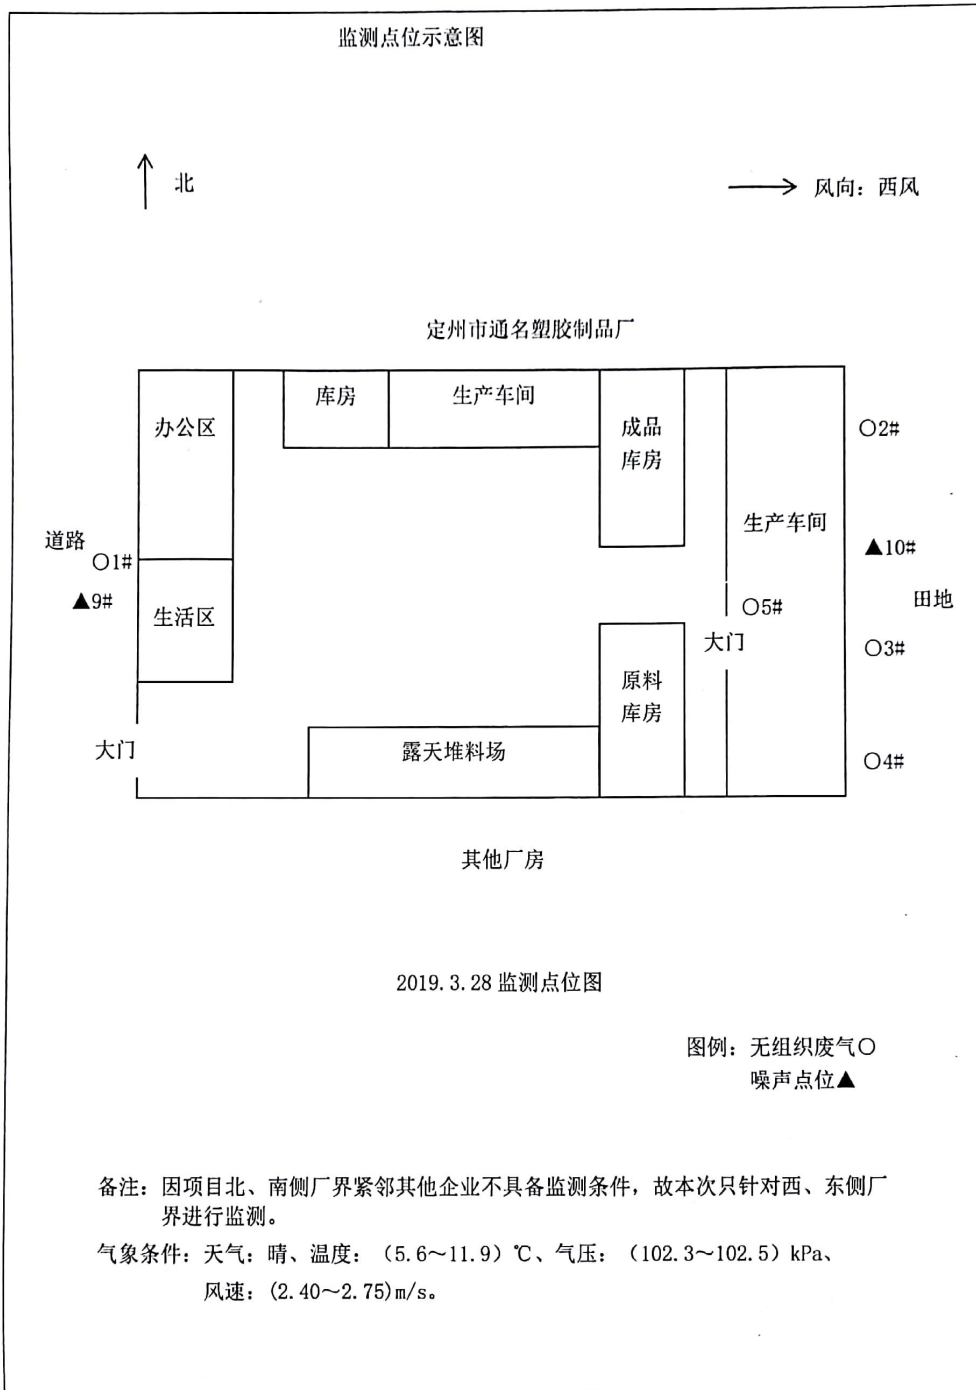 监测点位示意图
北
风向：西风
定州市通名塑胶制品厂
办公区
库房
生产车间
成品
库房
○2#
道路
○1#
生产车间
▲10#
▲9#
生活区
○5#
田地
大门
○3#
原料
库房
大门
露天堆料场
○4#
其他厂房
2019.3.28 监测点位图
图例：无组织废气○
噪声点位▲
备注：因项目北、南侧厂界紧邻其他企业不具备监测条件，故本次只针对西、东侧厂
界进行监测。
气象条件：天气：晴、温度：（5.6～11.9）℃、气压：（102.3～102.5）kPa、
风速：(2.40～2.75)m/s。